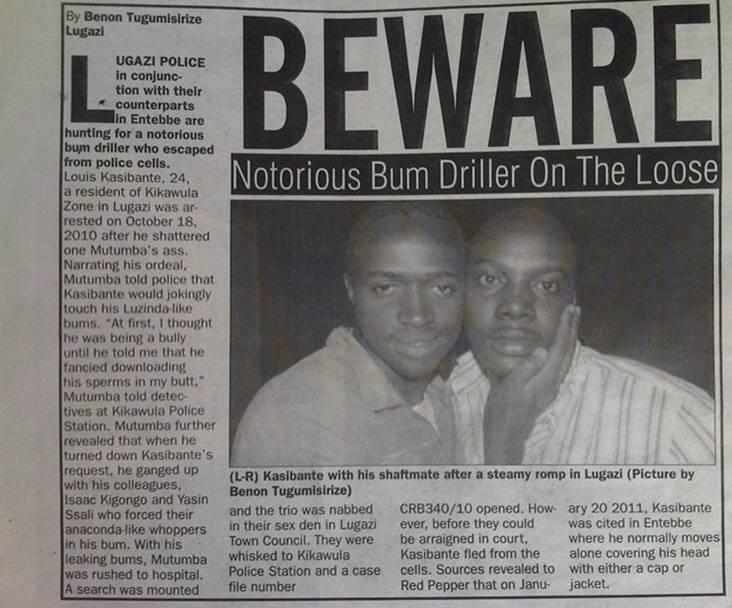 By Benon Tugumisirize
Lugazi
BEWARE
Notorious Bum Driller On The Loose
LUGAZI POLICE
in conjunc-
tion with their
counterparts
in Entebbe are
hunting for a notorious
bum driller who escaped
from police cells.
Louis Kasibante, 24,
a resident of Kikawula
Zone in Lugazi was ar-
rested on October 18,
2010 after he shattered
one Mutumba's ass.
Narrating his ordeal,
Mutumba told police that
Kasibante would jokingly
touch his Luzinda-like
bums. "At first, I thought
he was being a bully
until he told me that he
fancied downloading
his sperms in my butt,"
Mutumba told detec-
tives at Kikawula Police
Station. Mutumba further
revealed that when he
turned down Kasibante's
request, he ganged up
with his colleagues,
Isaac Kigongo and Yasin
Ssali who forced their
anaconda-like whoppers
in his bum. With his
leaking bums, Mutumba
was rushed to hospital.
A search was mounted
(L-R) Kasibante with his shaftmate after a steamy romp in Lugazi (Picture by
Benon Tugumisirize)
and the trio was nabbed
in their sex den in Lugazi
Town Council. They were
whisked to Kikawula
Police Station and a case
file number
CRB340/10 opened. How-
ever, before they could
be arraigned in court,
Kasibante fled from the
cells. Sources revealed to
Red Pepper that on Janu-
ary 20 2011, Kasibante
was cited in Entebbe
where he normally moves
alone covering his head
with either a cap or
jacket.